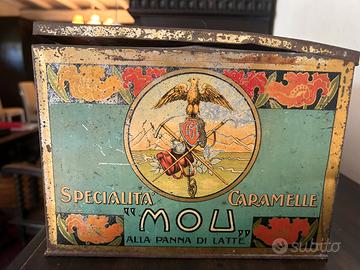 SPECIALITÀ CARAMELLE
"MOU"
ALLA PANNA DI LATTE
subito